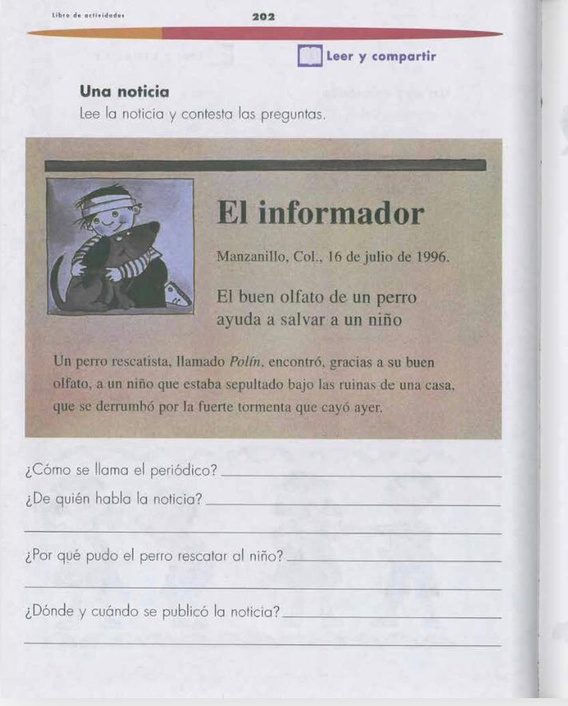 Libro de actividades
202
Leer y compartir
Una noticia
Lee la noticia y contesta las preguntas.
El informador
Manzanillo, Col., 16 de julio de 1996.
El buen olfato de un perro
ayuda a salvar a un niño
Un perro rescatista, llamado Polín, encontró, gracias a su buen
olfato, a un niño que estaba sepultado bajo las ruinas de una casa,
que se derrumbó por la fuerte tormenta que cayó ayer.
¿Cómo se llama el periódico?
¿De quién habla la noticia?
¿Por qué pudo el perro rescatar al niño?
¿Dónde y cuándo se publicó la noticia?